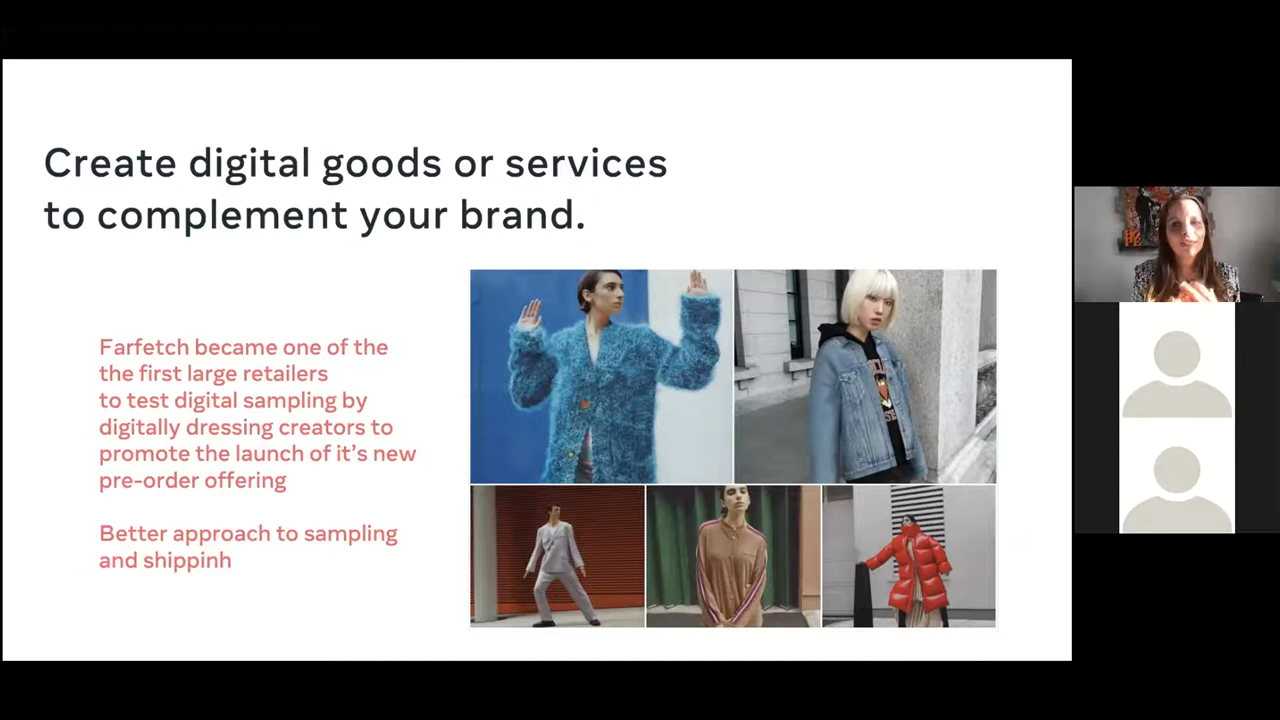 Create digital goods or services
to complement your brand.
Farfetch became one of the
the first large retailers
to test digital sampling by
digitally dressing creators to
promote the launch of it's new
pre-order offering
Better approach to sampling
and shippinh